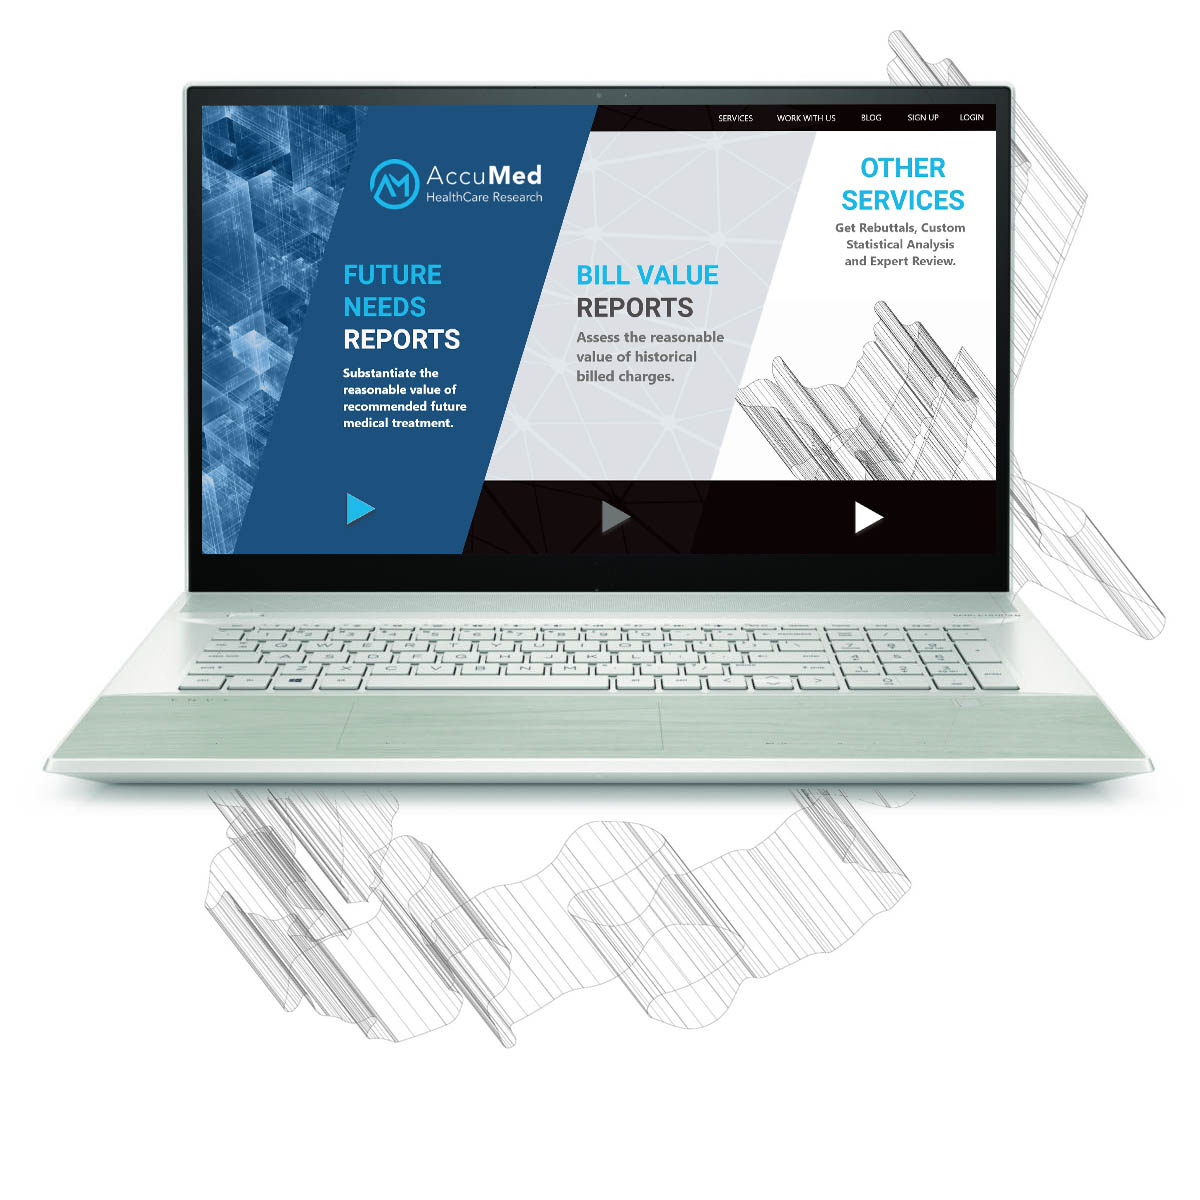 SERVICES WORK WITH US BLOG SIGN UP LOGIN
AccuMed
HealthCare Research
FUTURE
NEEDS
REPORTS
Substantiate the
reasonable value of
recommended future
medical treatment.
BILL VALUE
REPORTS
Assess the reasonable
value of historical
billed charges.
OTHER
SERVICES
Get Rebuttals, Custom
Statistical Analysis
and Expert Review.
Q W E R T Y U I O P
A S D F G H J K L
Z X C V B N M
ENVY